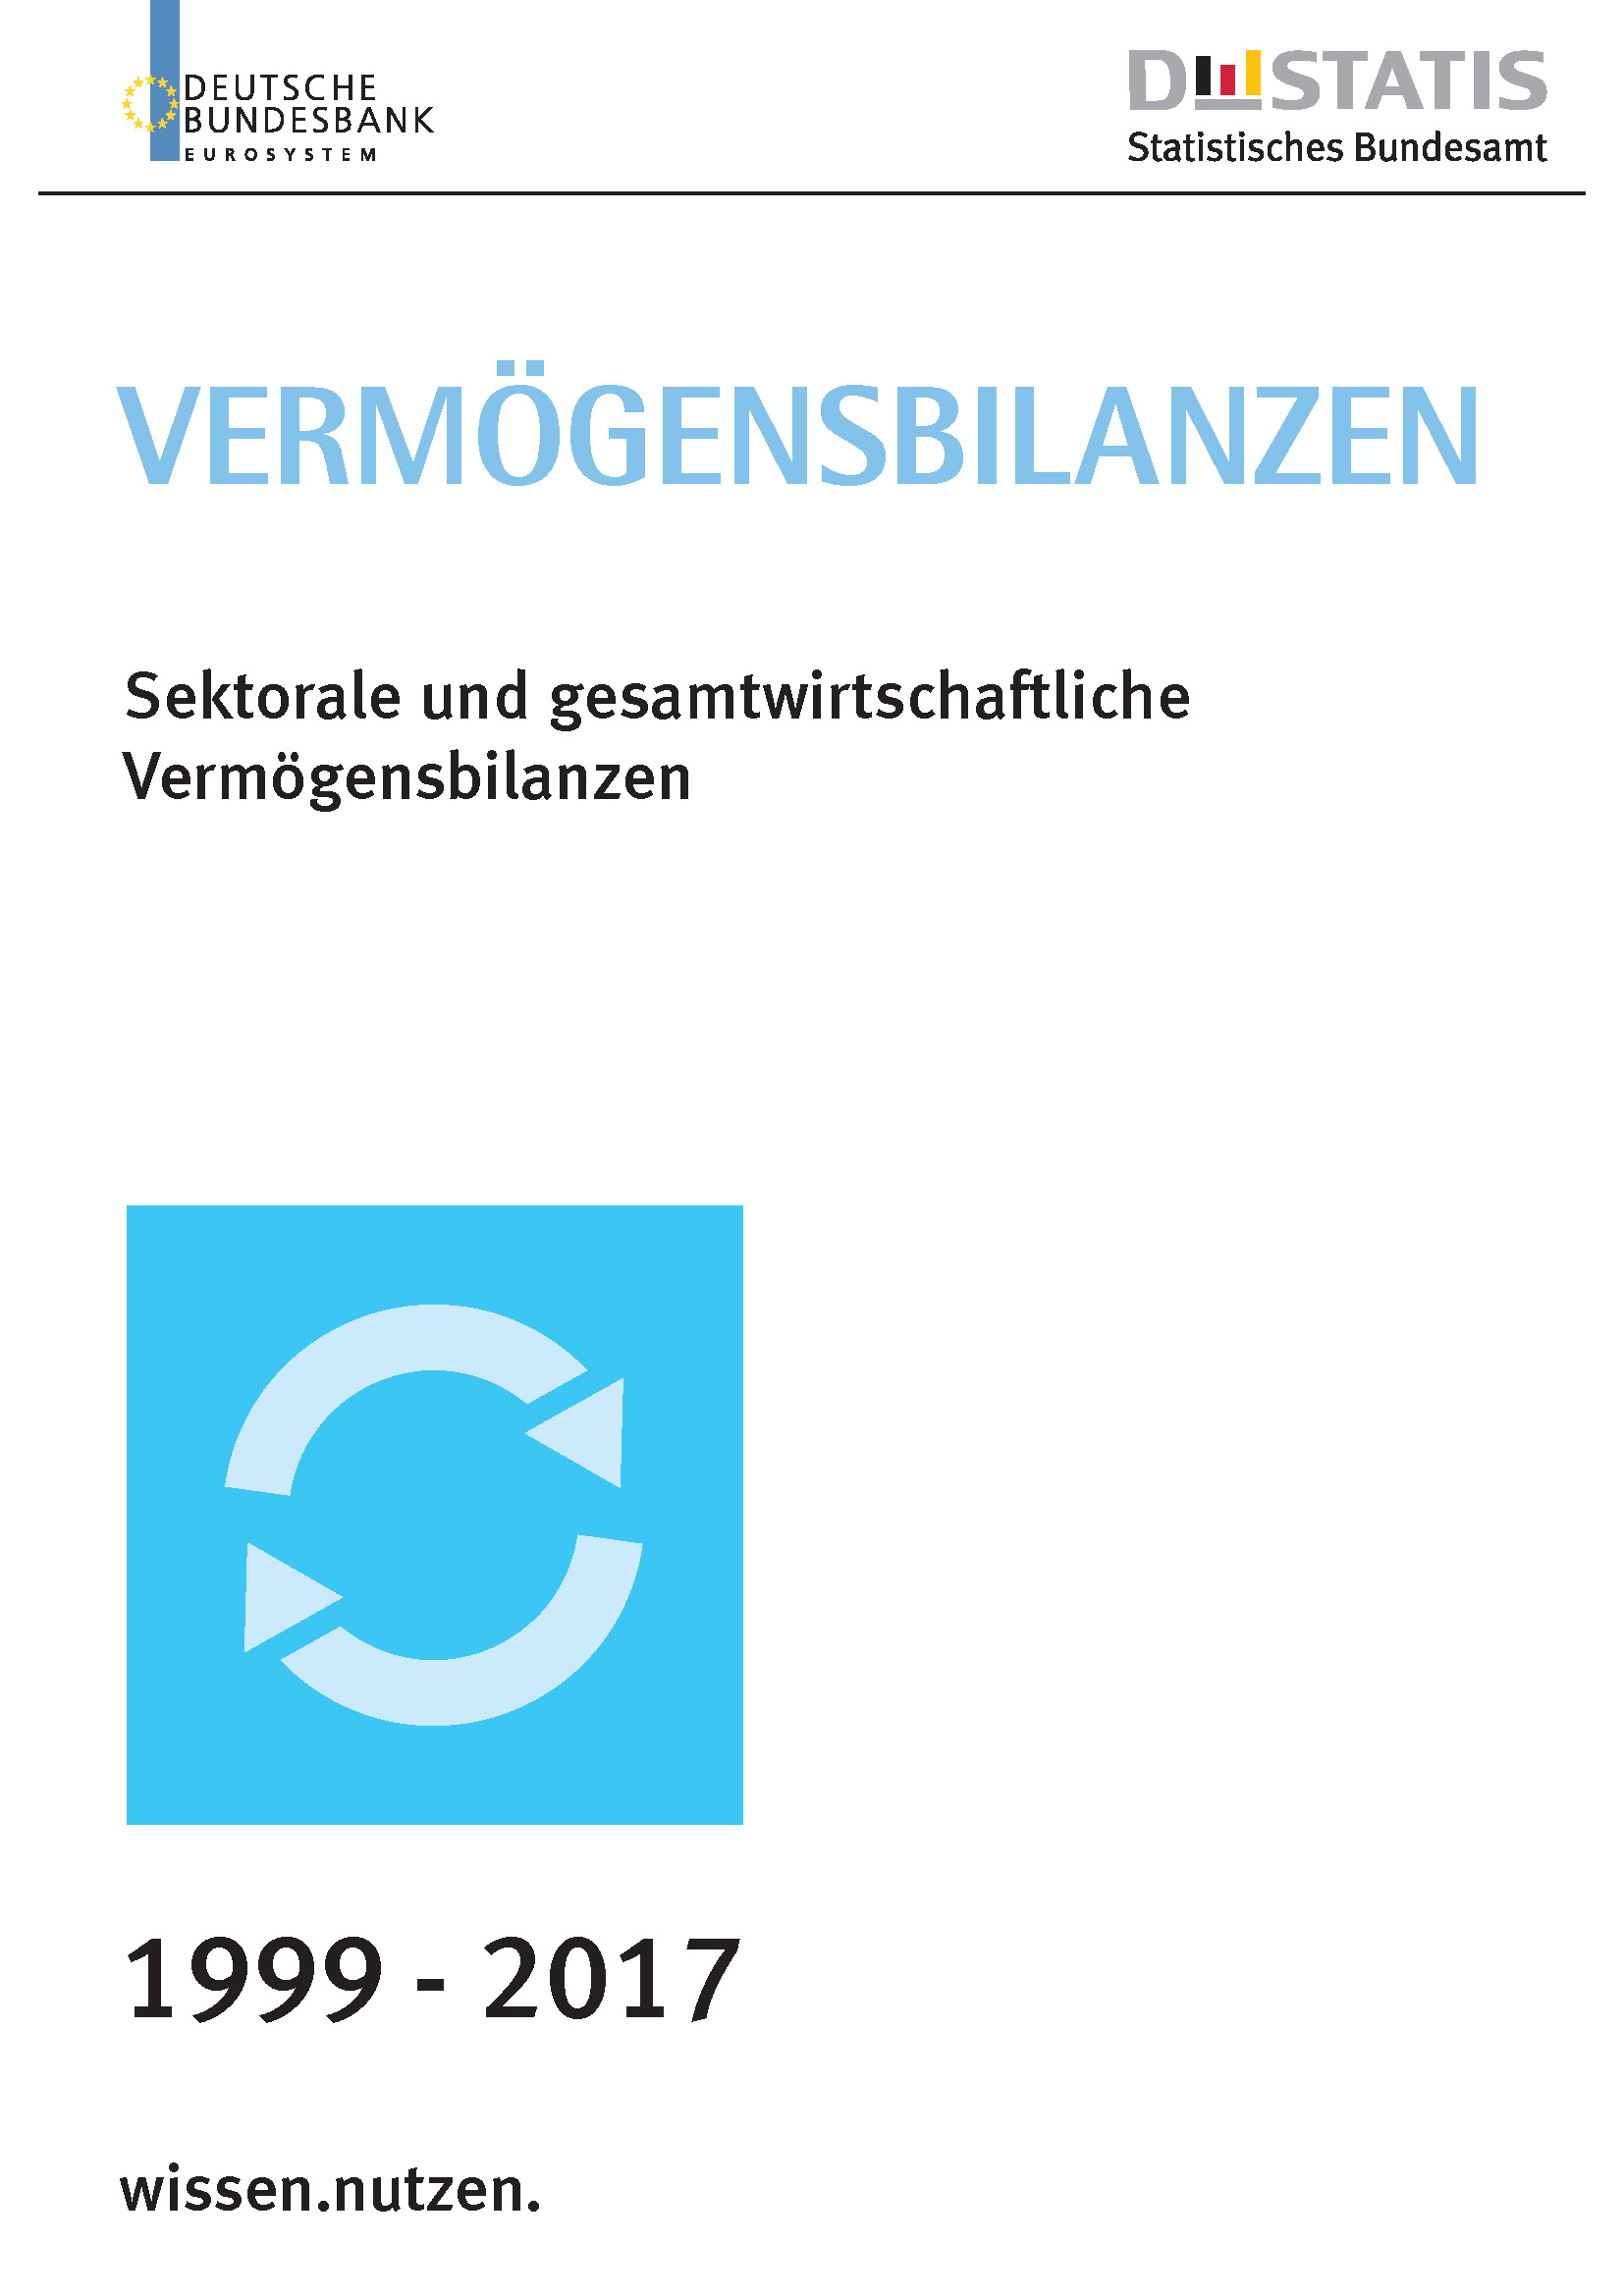 DEUTSCHE
BUNDESBANK
EUROSYSTEM
DESTATIS
Statistisches Bundesamt
VERMÖGENSBILANZEN
Sektorale und gesamtwirtschaftliche
Vermögensbilanzen
1999 - 2017
wissen.nutzen.